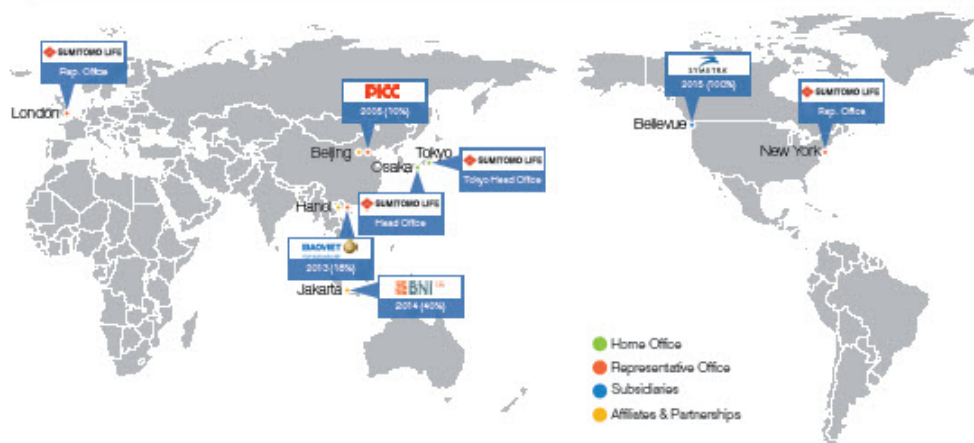 SUMITOMO LIFE
Rep. Office
London
PICC
2005 (10%)
Beijing
Tokyo
Osaka
SUMITOMO LIFE
Tokyo Head Office
Hanoi
SUMITOMO LIFE
Head Office
BAOVIET
2013 (18%)
Jakarta
BNI
2014 (40%)
SYMETRA
2015 (100%)
Bellevue
SUMITOMO LIFE
Rep. Office
New York
Home Office
Representative Office
Subsidiaries
Affiliates & Partnerships